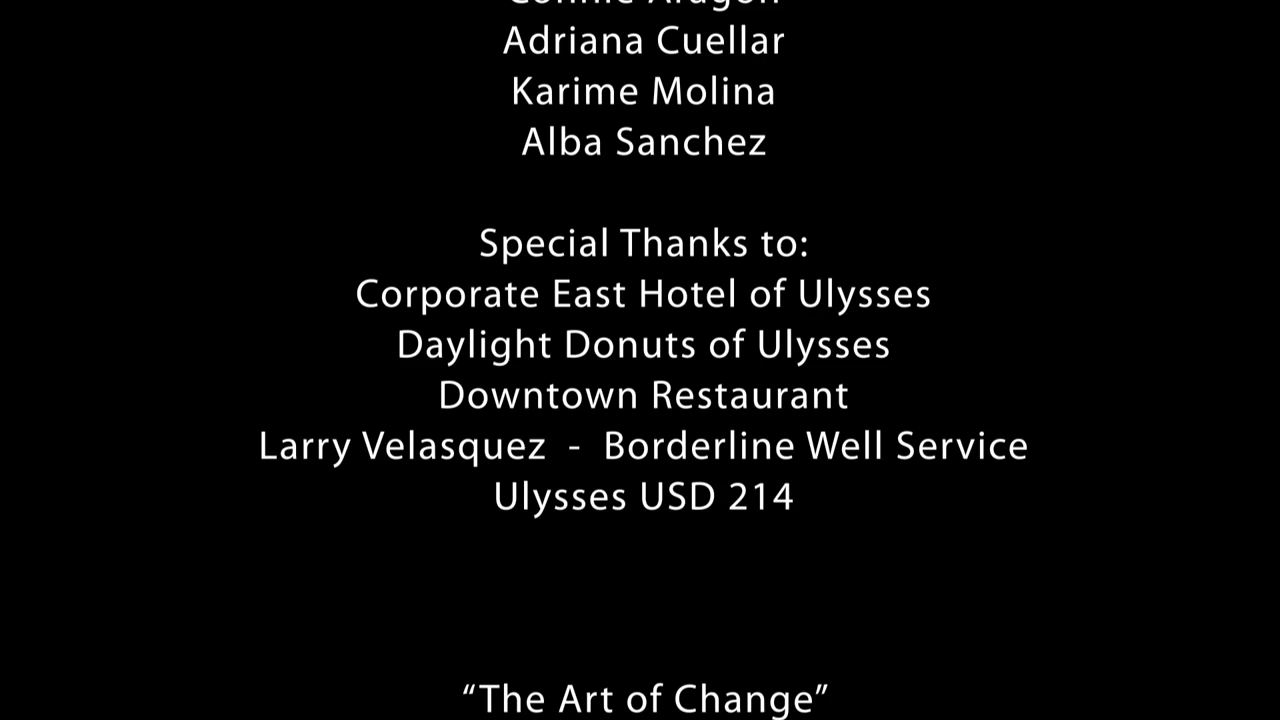 Connie Aragon
Adriana Cuellar
Karime Molina
Alba Sanchez
Special Thanks to:
Corporate East Hotel of Ulysses
Daylight Donuts of Ulysses
Downtown Restaurant
Larry Velasquez - Borderline Well Service
Ulysses USD 214
“The Art of Change”